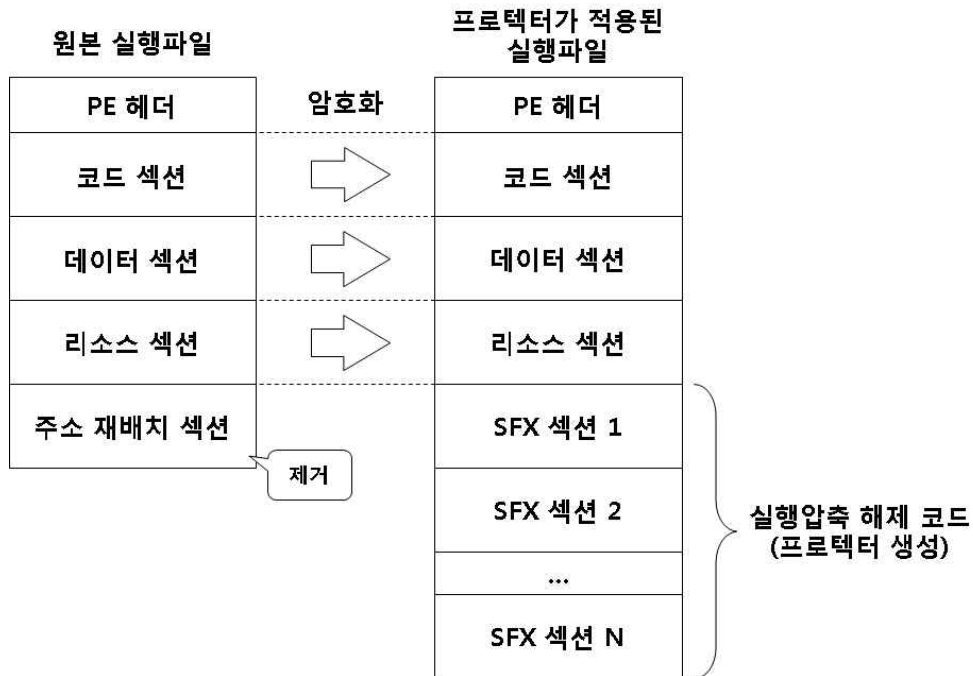 원본 실행파일
프로텍터가 적용된
실행파일
PE 헤더
암호화
PE 헤더
코드 섹션
코드 섹션
데이터 섹션
데이터 섹션
리소스 섹션
리소스 섹션
주소 재배치 섹션
제거
SFX 섹션 1
SFX 섹션 2
...
SFX 섹션 N
실행압축 해제 코드
(프로텍터 생성)